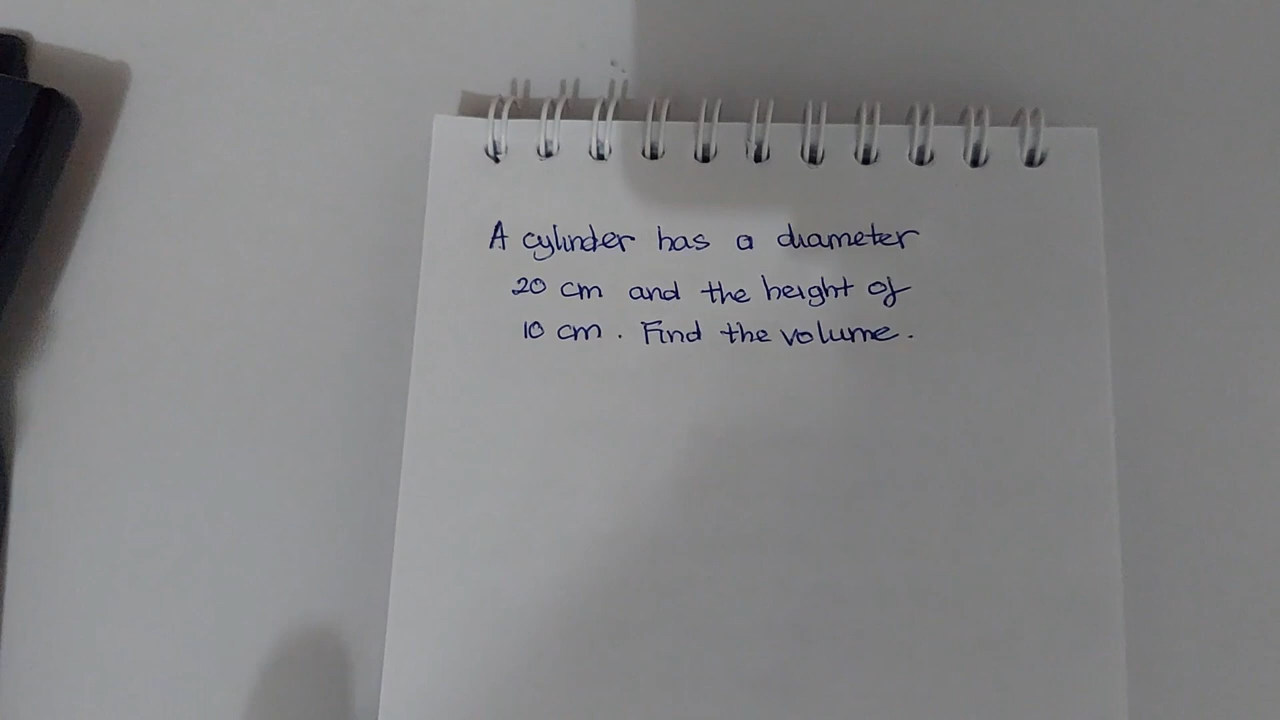 A cylinder has a diameter
20 cm and the height of
10 cm. Find the volume.